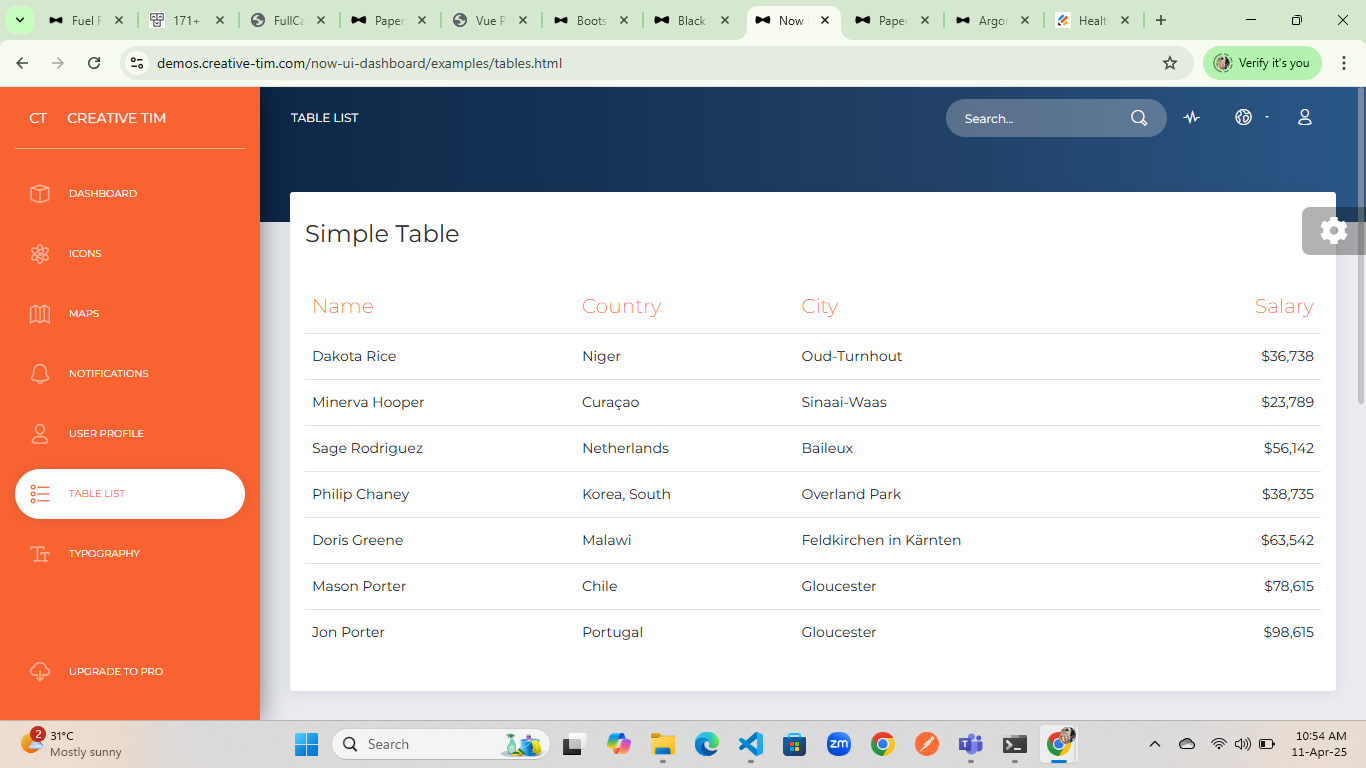 Fuel F
171+
FullCa
Paper
Vue P
Boots
Black
Now
Paper
Argo
Healt
demos.creative-tim.com/now-ui-dashboard/examples/tables.html
Verify it's you
CT CREATIVE TIM
TABLE LIST
Search...
DASHBOARD
ICONS
MAPS
NOTIFICATIONS
USER PROFILE
TABLE LIST
TYPOGRAPHY
UPGRADE TO PRO
Simple Table
Name Country City Salary
Dakota Rice Niger Oud-Turnhout $36,738
Minerva Hooper Curaçao Sinaai-Waas $23,789
Sage Rodriguez Netherlands Baileux $56,142
Philip Chaney Korea, South Overland Park $38,735
Doris Greene Malawi Feldkirchen in Kärnten $63,542
Mason Porter Chile Gloucester $78,615
Jon Porter Portugal Gloucester $98,615
2
31°C
Mostly sunny
Search
zm
10:54 AM
11-Apr-25